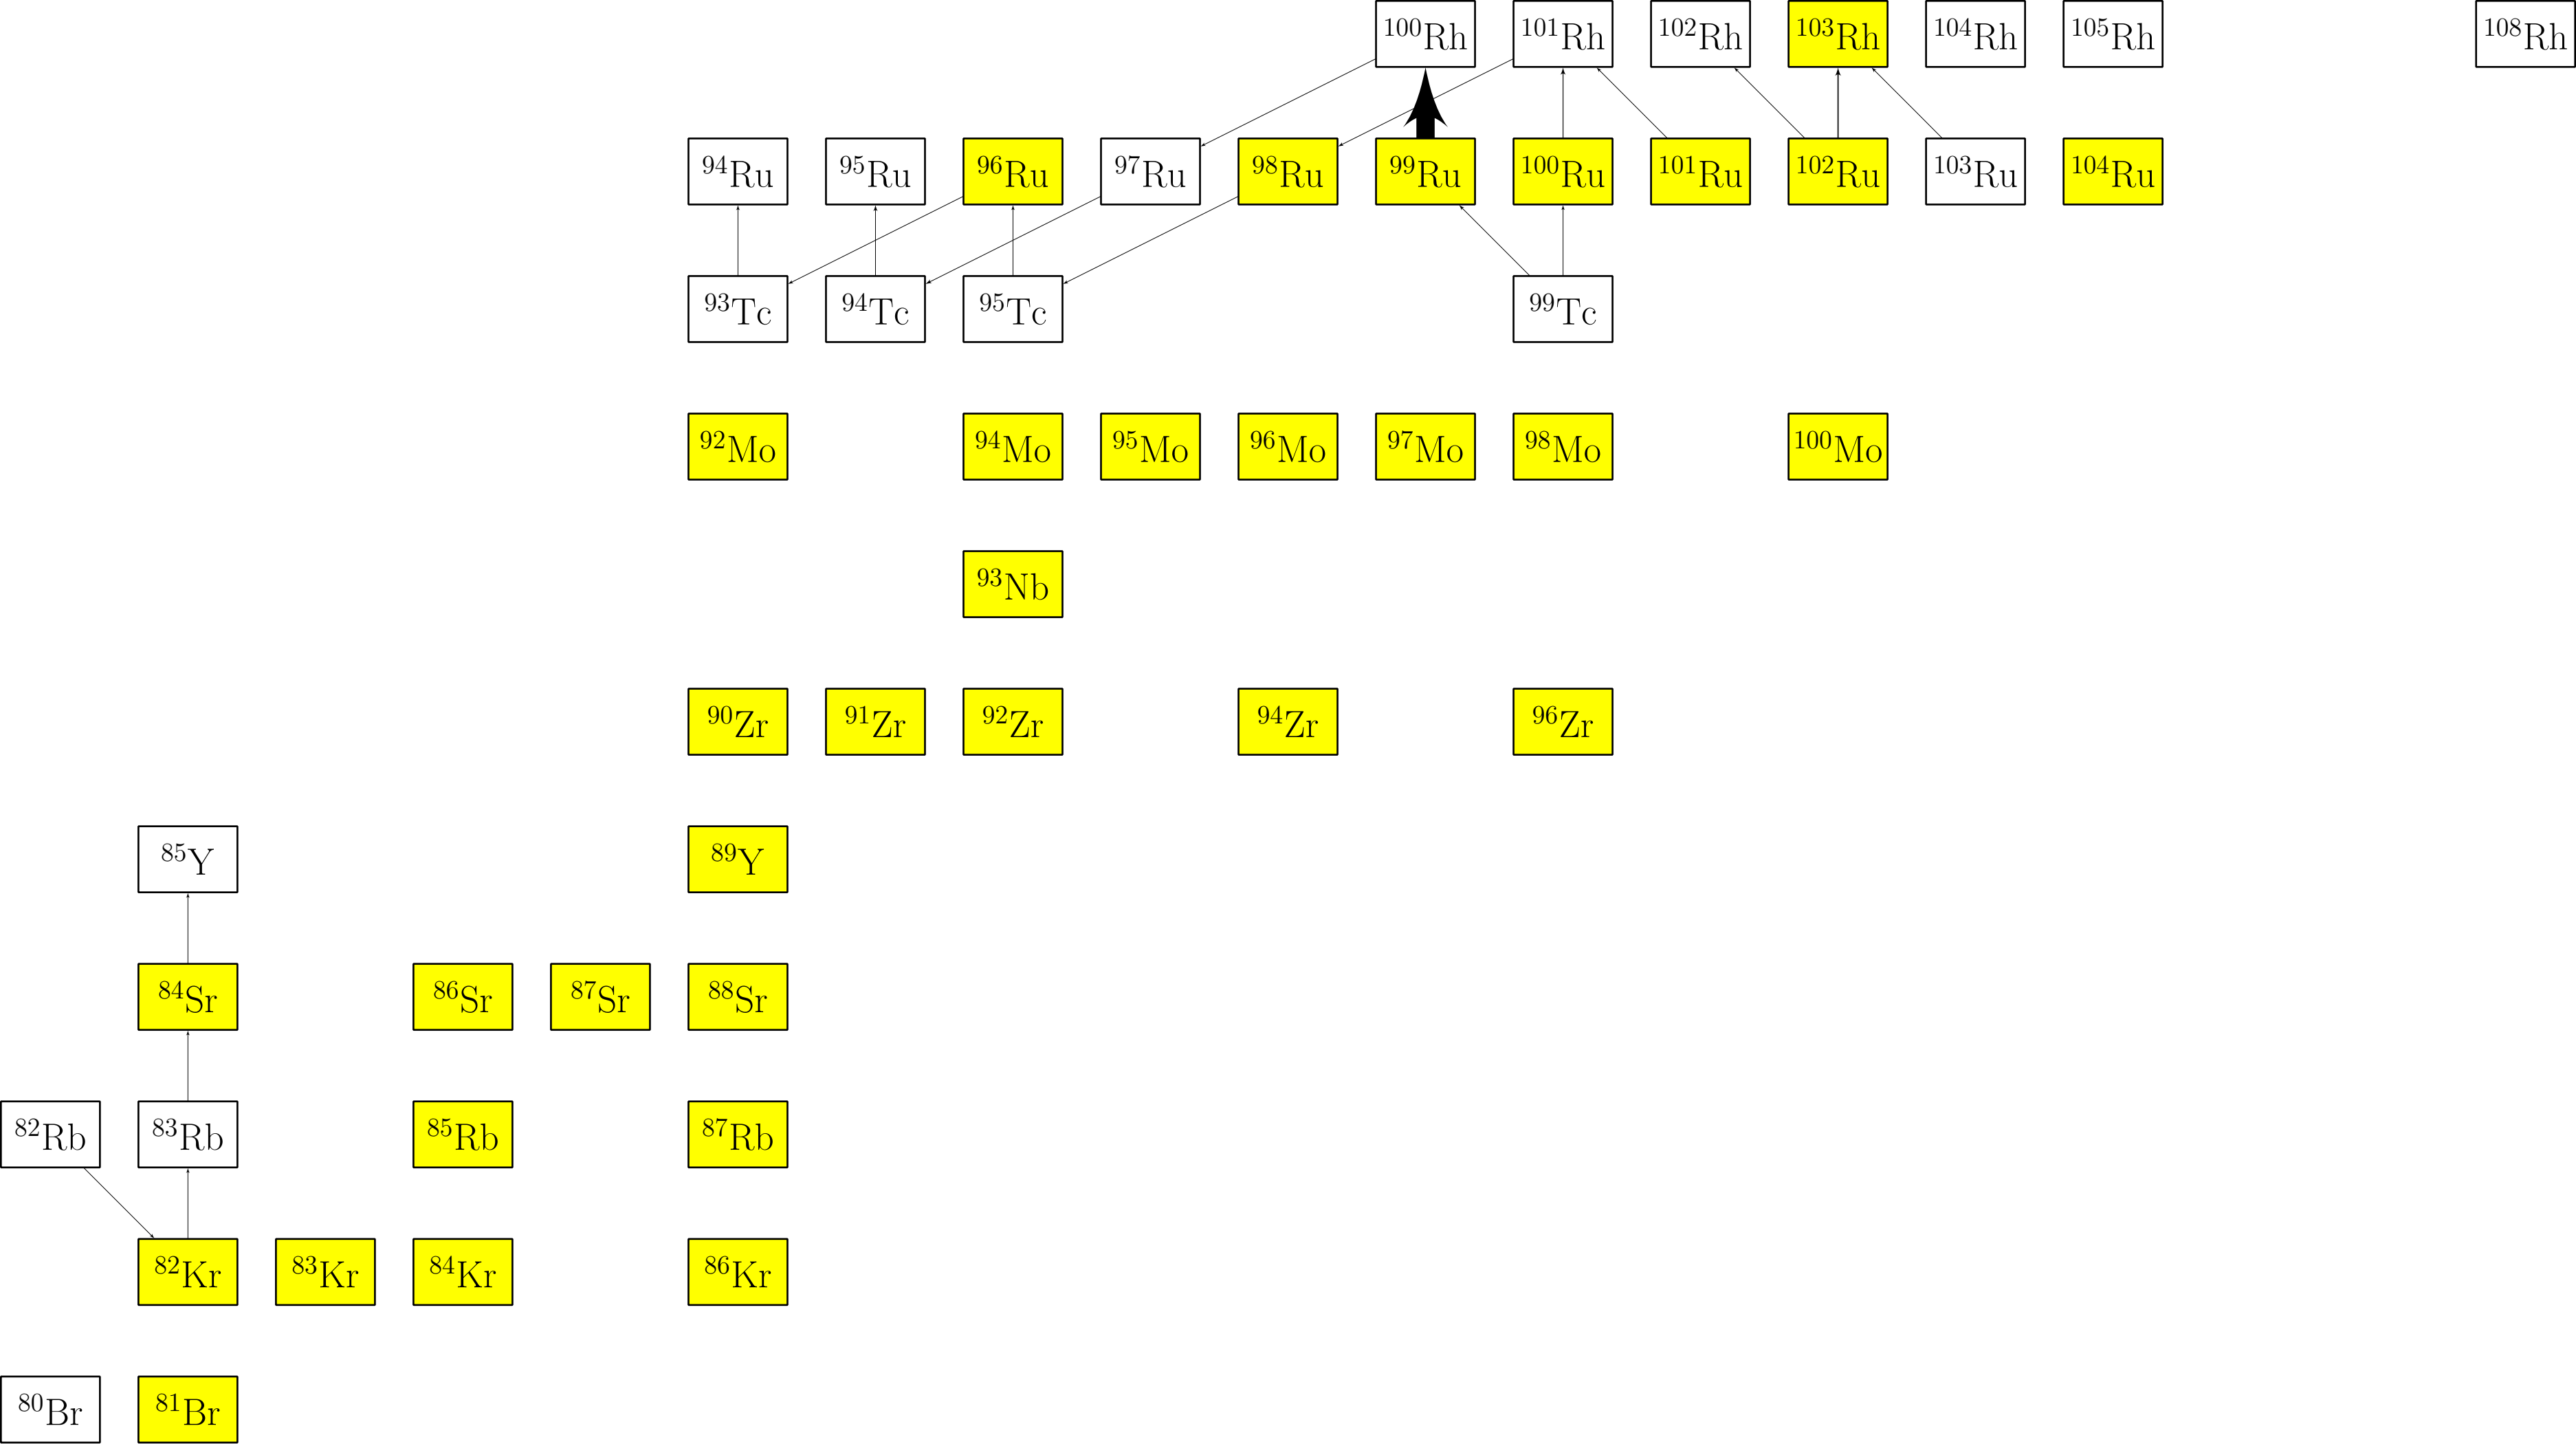 ¹⁰⁰Rh ¹⁰¹Rh ¹⁰²Rh ¹⁰³Rh ¹⁰⁴Rh ¹⁰⁵Rh ¹⁰⁸Rh
⁹⁴Ru ⁹⁵Ru ⁹⁶Ru ⁹⁷Ru ⁹⁸Ru ⁹⁹Ru ¹⁰⁰Ru ¹⁰¹Ru ¹⁰²Ru ¹⁰³Ru ¹⁰⁴Ru
⁹³Tc ⁹⁴Tc ⁹⁵Tc ⁹⁹Tc
⁹²Mo ⁹⁴Mo ⁹⁵Mo ⁹⁶Mo ⁹⁷Mo ⁹⁸Mo ¹⁰⁰Mo
⁹³Nb
⁹⁰Zr ⁹¹Zr ⁹²Zr ⁹⁴Zr ⁹⁶Zr
⁸⁵Y ⁸⁹Y
⁸⁴Sr ⁸⁶Sr ⁸⁷Sr ⁸⁸Sr
⁸²Rb ⁸³Rb ⁸⁵Rb ⁸⁷Rb
⁸²Kr ⁸³Kr ⁸⁴Kr ⁸⁶Kr
⁸⁰Br ⁸¹Br